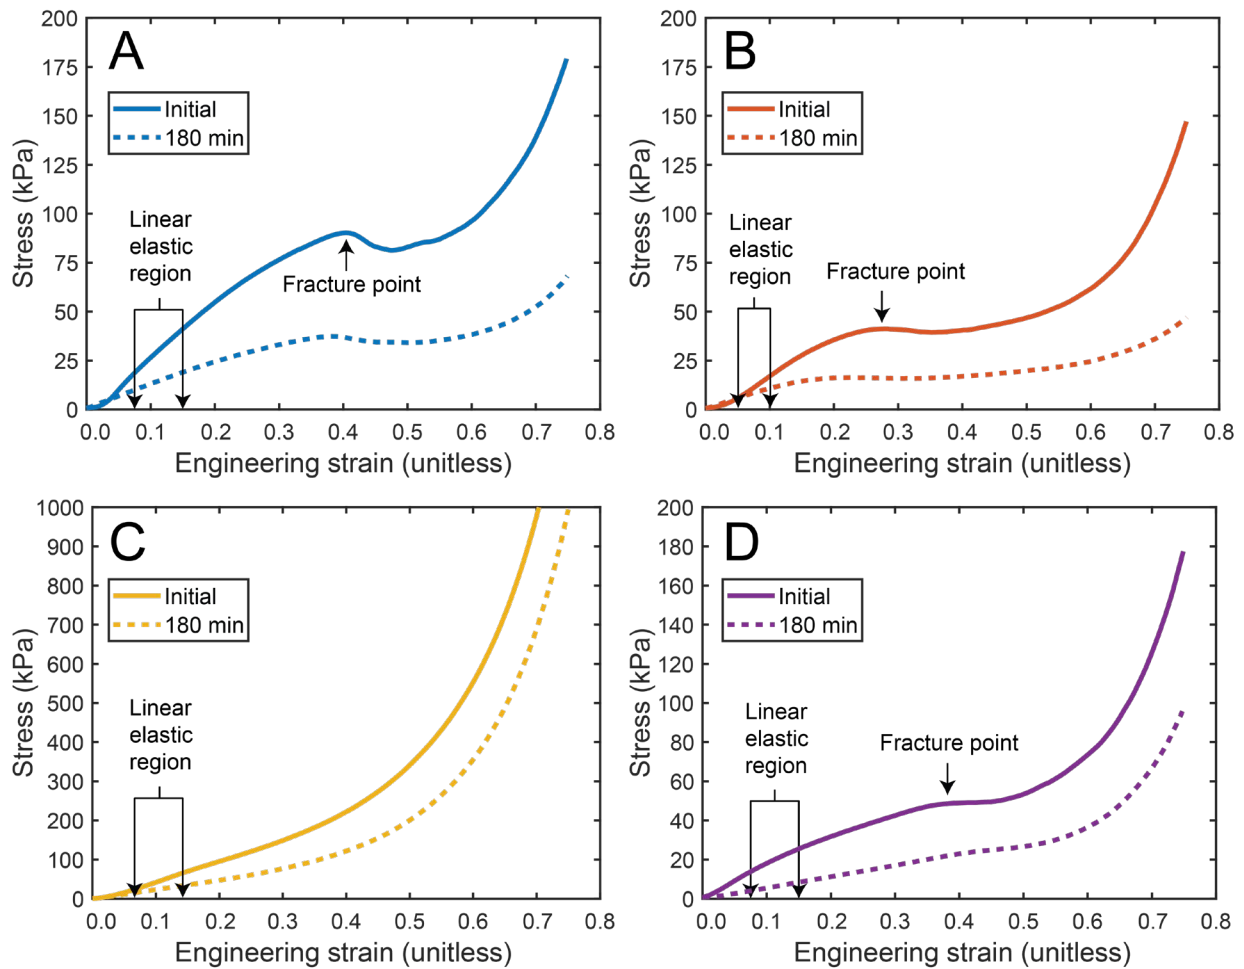 A
200
175
150
125
100
75
50
25
0
Stress (kPa)
Initial
180 min
Linear
elastic
region
Fracture point
0.0 0.1 0.2 0.3 0.4 0.5 0.6 0.7 0.8
Engineering strain (unitless)
B
200
175
150
125
100
75
50
25
0
Stress (kPa)
Initial
180 min
Linear
elastic
region
Fracture point
0.0 0.1 0.2 0.3 0.4 0.5 0.6 0.7 0.8
Engineering strain (unitless)
C
1000
900
800
700
600
500
400
300
200
100
0
Stress (kPa)
Initial
180 min
Linear
elastic
region
0.0 0.1 0.2 0.3 0.4 0.5 0.6 0.7 0.8
Engineering strain (unitless)
D
200
180
160
140
120
100
80
60
40
20
0
Stress (kPa)
Initial
180 min
Linear
elastic
region
Fracture point
0.0 0.1 0.2 0.3 0.4 0.5 0.6 0.7 0.8
Engineering strain (unitless)